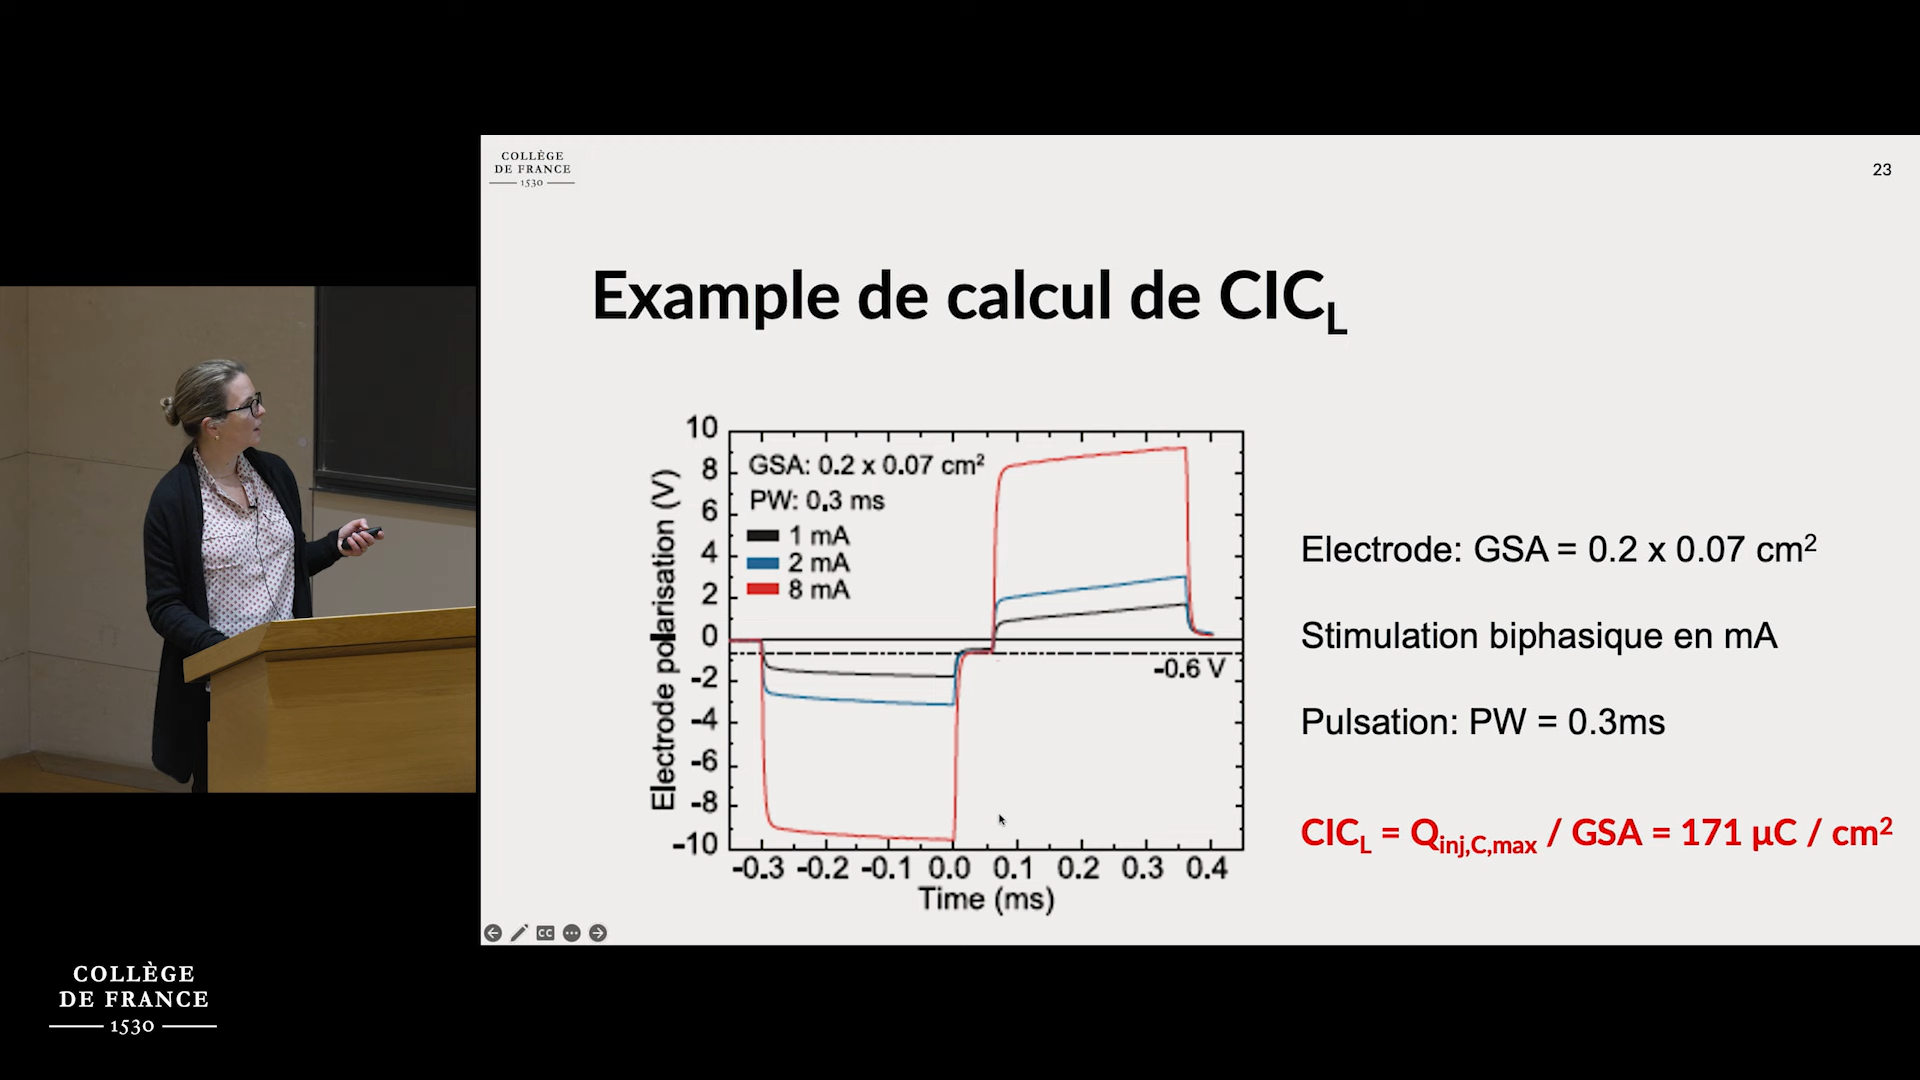 COLLÈGE
DE FRANCE
1530
23
Example de calcul de CICL
10
8
6
4
2
0
-2
-4
-6
-8
-10
Electrode polarisation (V)
GSA: 0.2 x 0.07 cm²
PW: 0.3 ms
1 mA
2 mA
8 mA
-0.6 V
-0.3 -0.2 -0.1 0.0 0.1 0.2 0.3 0.4
Time (ms)
Electrode: GSA = 0.2 x 0.07 cm²
Stimulation biphasique en mA
Pulsation: PW = 0.3ms
CICL = Qinj,C,max / GSA = 171 µC / cm²
CC
COLLÈGE
DE FRANCE
1530